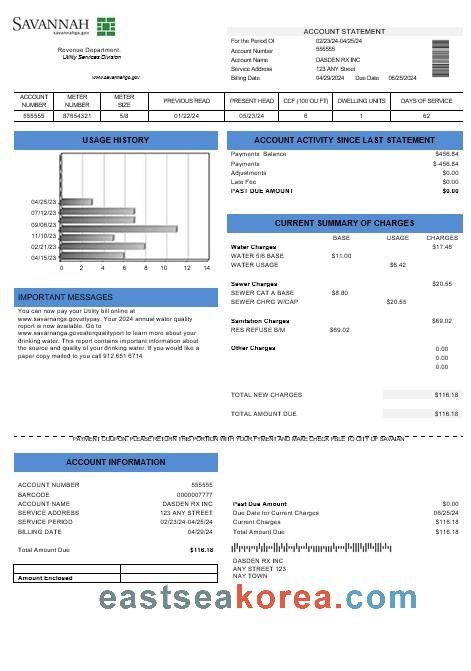 SAVANNAH
savannahga.gov
Revenue Department.
Utility Services Division
www.savannahga.gov
ACCOUNT STATEMENT
For the Period Of 02/23/24-04/25/24
Account Number 555555
Account Name DASDEN RX INC
Service Address 123 ANY Street
Billing Date 04/29/2024 Due Date 06/25/2024
ACCOUNT NUMBER METER NUMBER METER SIZE PREVIOUS READ PRESENT HEAD CCF (100 OU FT) DWELLING UNITS DAYS OF SERVICE
555555 87654321 5/8 01/22/24 05/23/24 6 1 62
USAGE HISTORY
04/25/23
07/12/23
09/06/23
11/10/23
02/21/23
04/15/23
0 2 4 6 8 10 12 14
IMPORTANT MESSAGES
You can now pay your Utility bill online at
www.savarnah.govuttypay. Your 2024 annual water quality
report is now available. Go to
www.savarnanga.goveaterqualityport to learn more about your
drinking water. This report contains important information about
the source and quality of your drinking water. If you would like a
paper copy mailed to you call 912.651 6714
ACCOUNT ACTIVITY SINCE LAST STATEMENT
Payments Balance $456.84
Payments $-456.84
Adjustments $0.00
Late Fee $0.00
PAST DUE AMOUNT $0.00
CURRENT SUMMARY OF CHARGES
BASE USAGE CHARGES
Water Charges $17.48
WATER 5/6 BASE $11.00
WATER USAGE $6.42
Sewer Charges $20.55
SEWER CAT A BASE $8.80
SEWER CHRG W/CAP $20.55
Sanitation Charges $69.02
RES REFUSE B/M $69.02
Other Charges 0.00
0.00
0.00
TOTAL NEW CHARGES $116.18
TOTAL AMOUNT DUE $116.18
PAYMENT COUPON. PLEASE RETURN THIS PORTION WITH YOUR PYMENT AND MAKE CHECK PBLE TO CITY OF SAVAIAN
ACCOUNT INFORMATION
ACCOUNT NUMBER 555555
BARCODE 0000007777
ACCOUNT NAME DASDEN RX INC
SERVICE ADDRESS 123 ANY STREET
SERVICE PERIOD 02/23/24-04/25/24
BILLING DATE 04/29/24
Total Amount Due $116.18
Amount Enclosed
Past Due Amount $0.00
Due Date for Current Charges 06/25/24
Current Charges $116.18
Total Amount Due $116.18
DASDEN RX INC
ANY STREET 123
NAY TOWN
eastseakorea.com